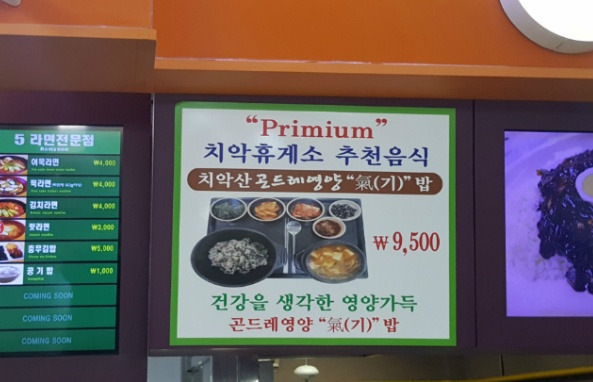 5 라면전문점
어묵라면 ₩4,000
떡라면 ₩4,000
김치라면 ₩4,000
맛라면 ₩3,000
충무김밥 ₩5,000
공기밥 ₩1,000
COMING SOON
COMING SOON
COMING SOON
“Primium”
치악휴게소 추천음식
치악산곤드레영양“氣(기)”밥
₩9,500
건강을 생각한 영양가득
곤드레영양 “氣(기)”밥